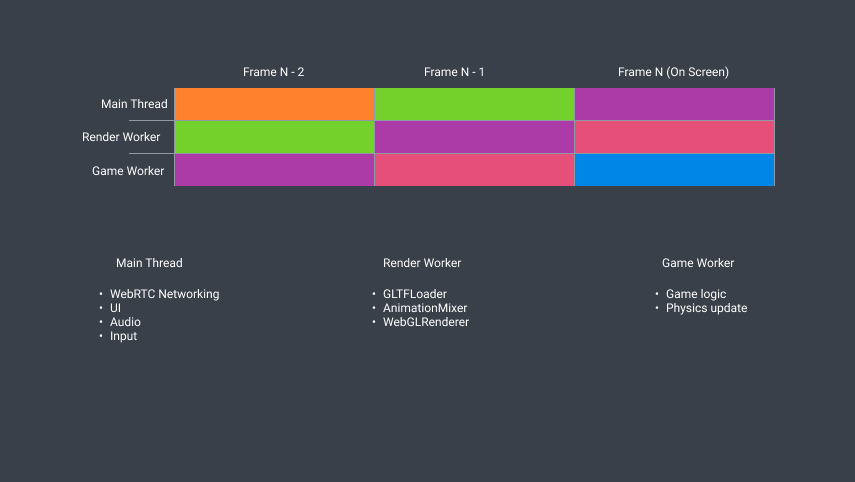 Frame N - 2
Frame N - 1
Frame N (On Screen)
Main Thread
Render Worker
Game Worker
Main Thread
• WebRTC Networking
• UI
• Audio
• Input
Render Worker
• GLTFLoader
• AnimationMixer
• WebGLRenderer
Game Worker
• Game logic
• Physics update